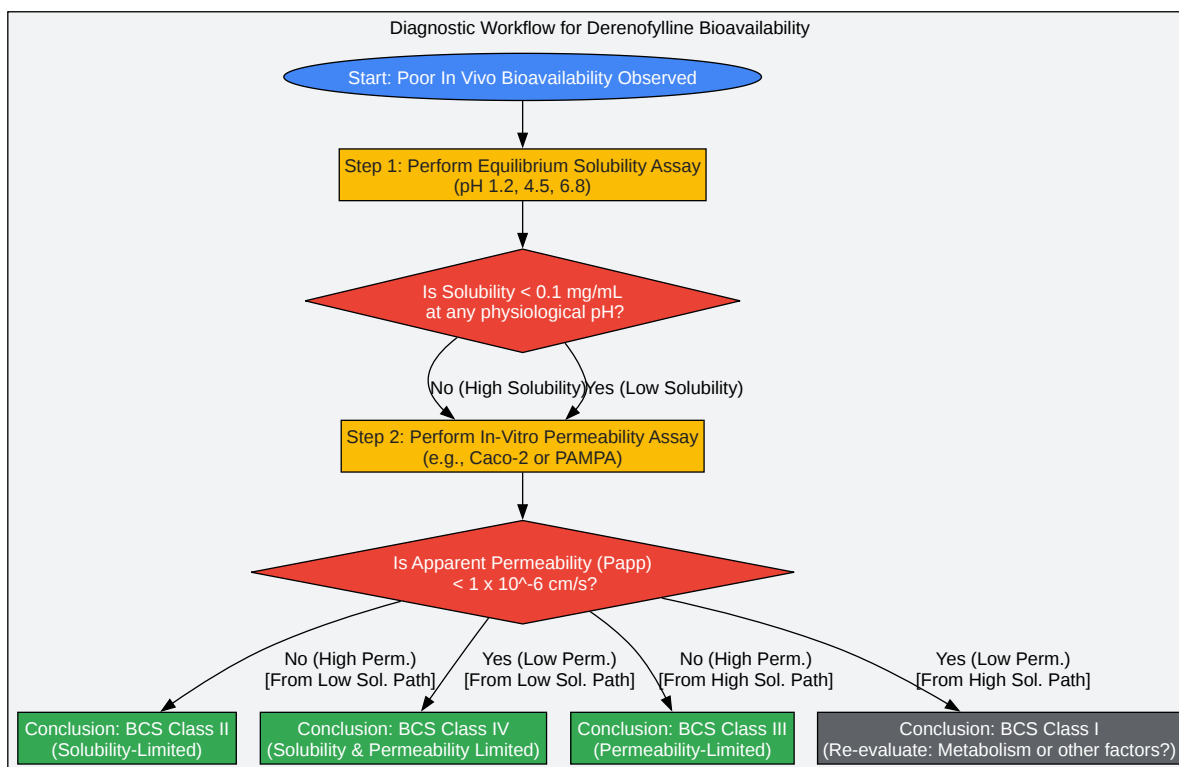 Diagnostic Workflow for Derenofylline Bioavailability
Start: Poor In Vivo Bioavailability Observed
Step 1: Perform Equilibrium Solubility Assay
(pH 1.2, 4.5, 6.8)
Is Solubility < 0.1 mg/mL
at any physiological pH?
No (High Solubility)
Yes (Low Solubility)
Step 2: Perform In-Vitro Permeability Assay
(e.g., Caco-2 or PAMPA)
Is Apparent Permeability (Papp)
< 1 x 10^-6 cm/s?
No (High Perm.)
[From Low Sol. Path]
Yes (Low Perm.)
[From Low Sol. Path]
No (High Perm.)
[From High Sol. Path]
Yes (Low Perm.)
[From High Sol. Path]
Conclusion: BCS Class II
(Solubility-Limited)
Conclusion: BCS Class IV
(Solubility & Permeability Limited)
Conclusion: BCS Class III
(Permeability-Limited)
Conclusion: BCS Class I
(Re-evaluate: Metabolism or other factors?)